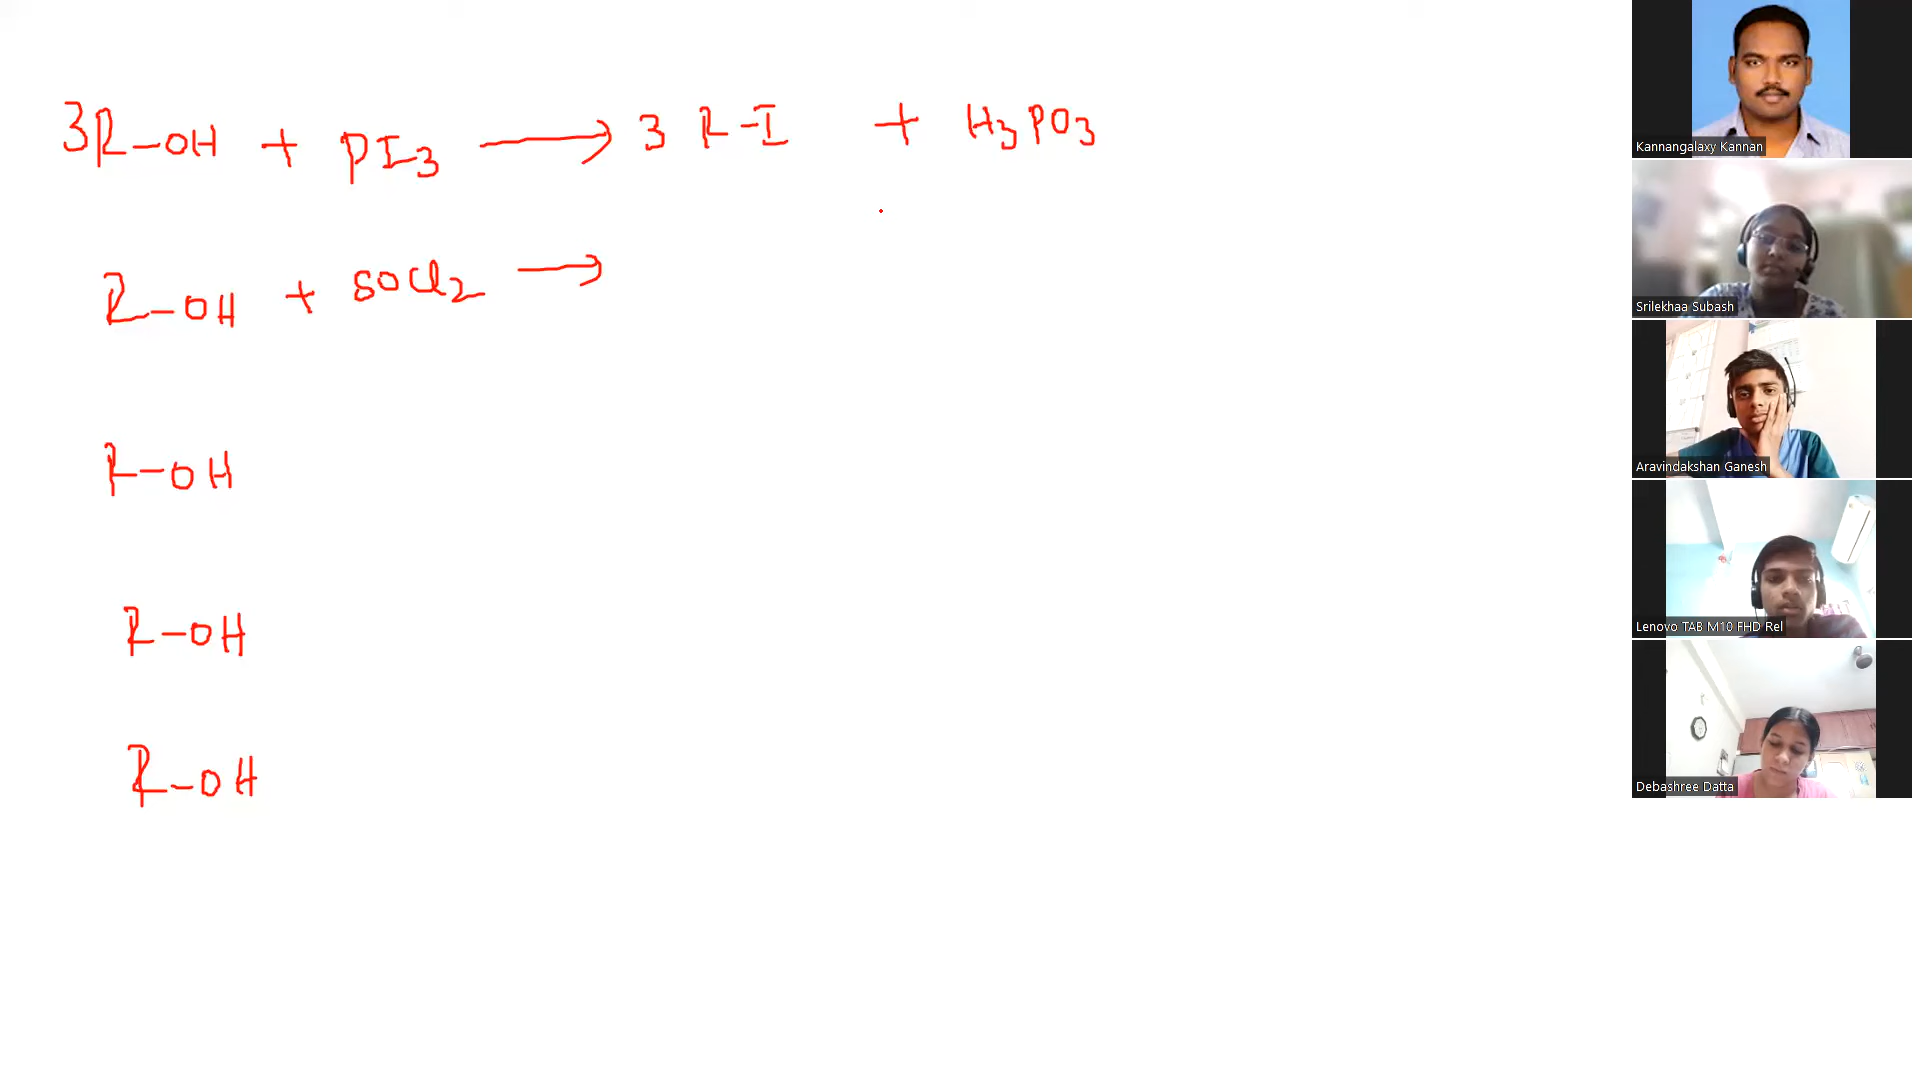 3R-OH + PI3 ⟶ 3 R-I + H3PO3
R-OH + SOCl2 ⟶
R-OH
R-OH
R-OH
Kannangalaxy Kannan
Srilekhaa Subash
Aravindakshan Ganesh
Lenovo TAB M10 FHD Rel
Debashree Datta